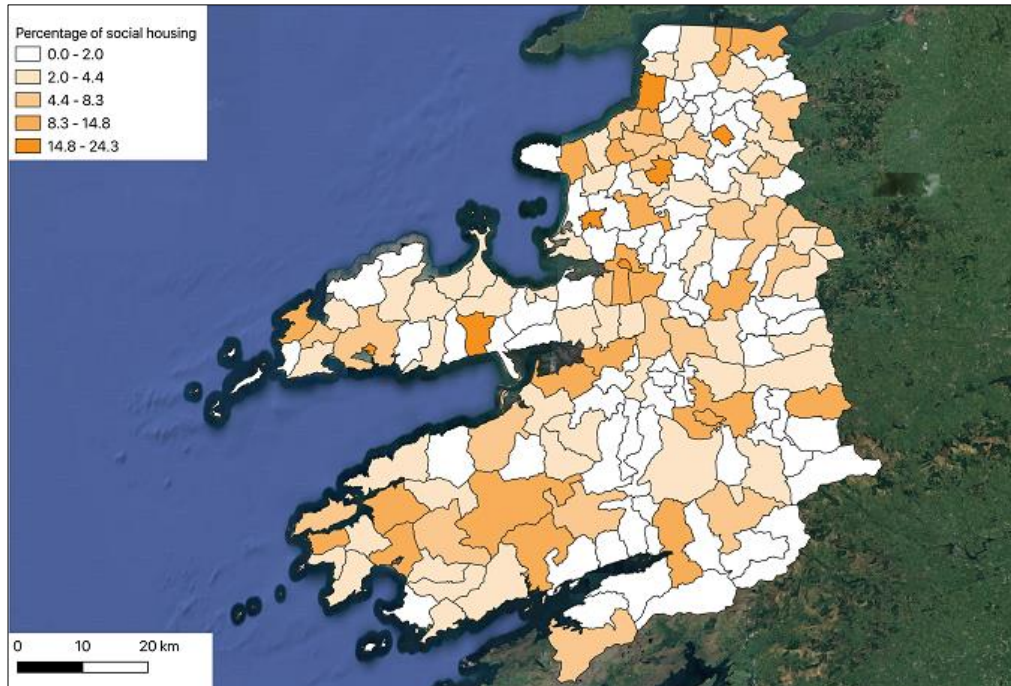 Percentage of social housing
0.0 - 2.0
2.0 - 4.4
4.4 - 8.3
8.3 - 14.8
14.8 - 24.3
0 10 20 km